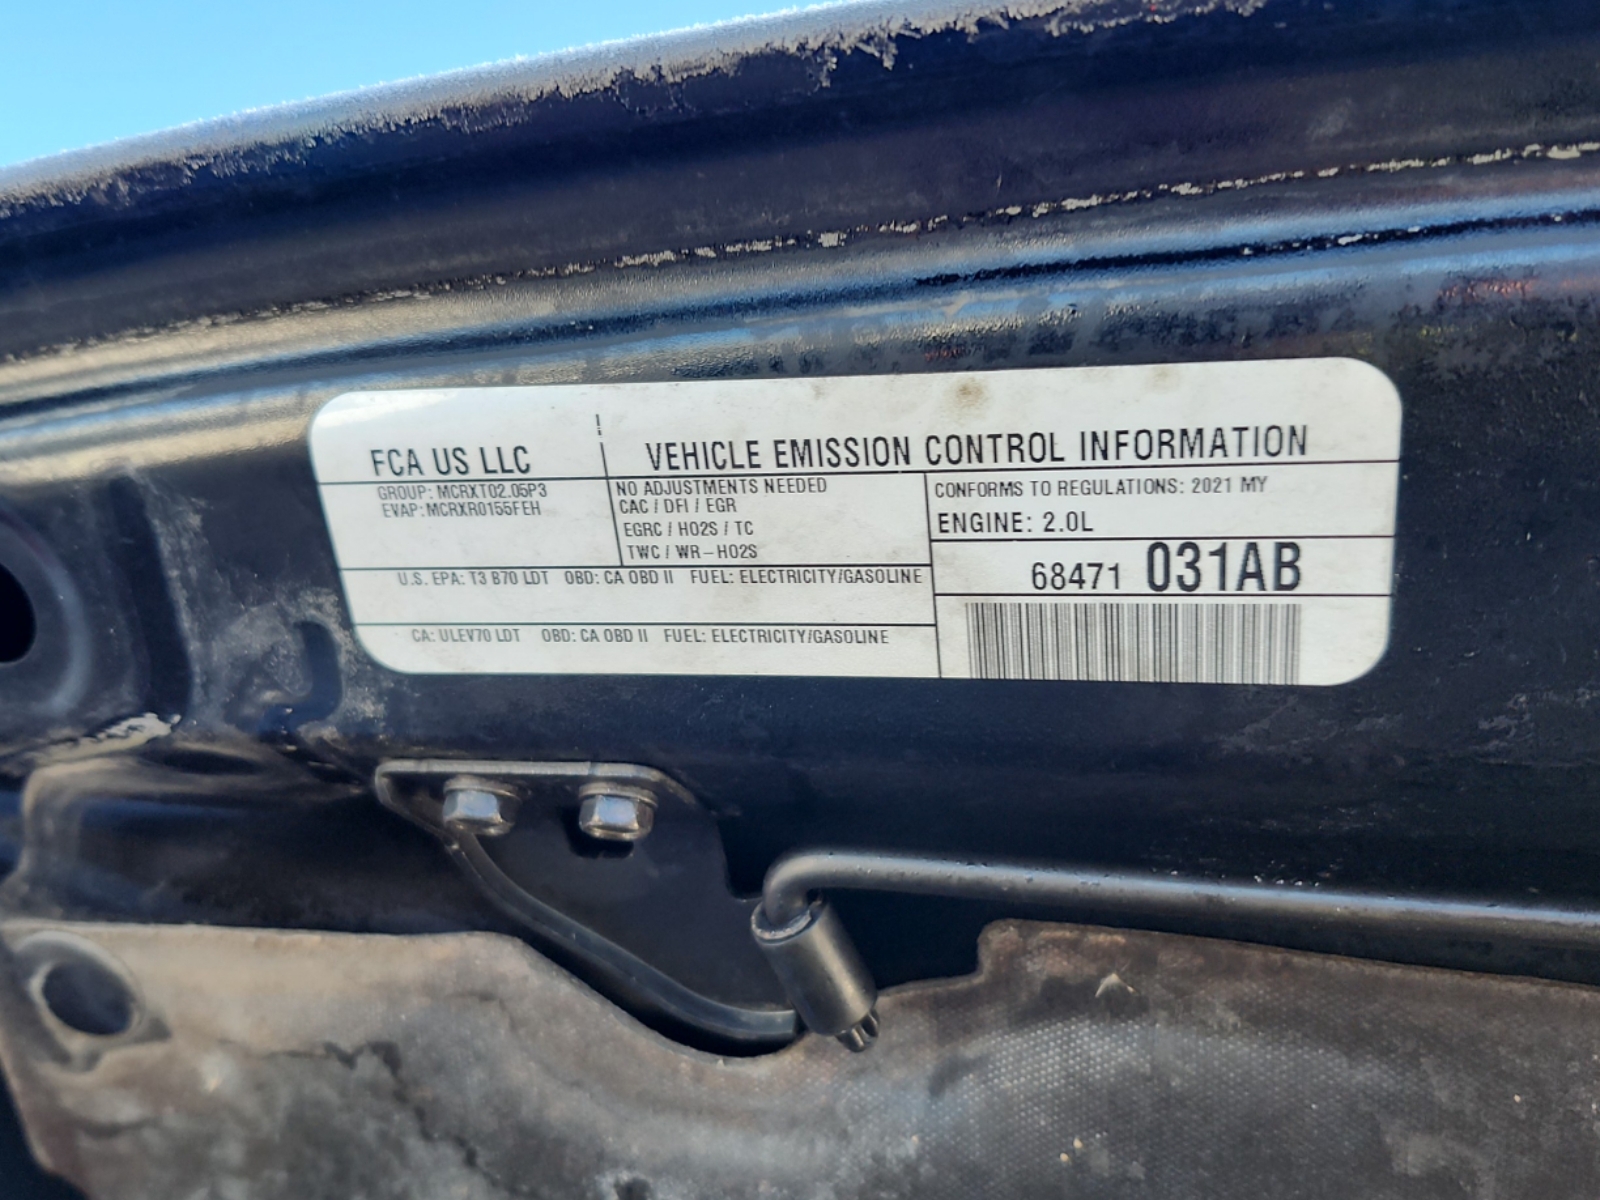 FCA US LLC
VEHICLE EMISSION CONTROL INFORMATION
GROUP: MCRXT02.05P3
EVAP: MCRXR0155FEH
NO ADJUSTMENTS NEEDED
CAC / DFI / EGR
EGRC / HO2S / TC
TWC / WR-HO2S
CONFORMS TO REGULATIONS: 2021 MY
ENGINE: 2.0L
68471 031AB
U.S. EPA: T3 B70 LDT OBD: CA OBD II FUEL: ELECTRICITY/GASOLINE
CA: ULEV70 LDT OBD: CA OBD II FUEL: ELECTRICITY/GASOLINE